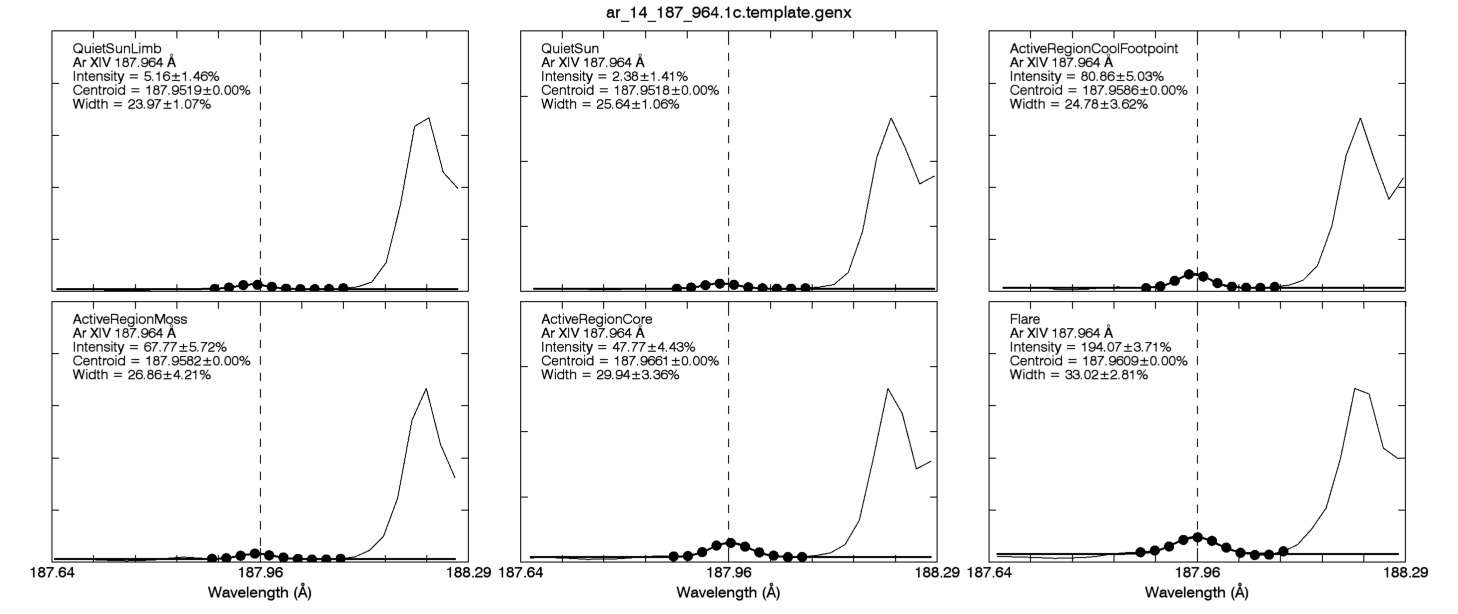 ar_14_187_964.1c.template.genx
QuietSunLimb
Ar XIV 187.964 Å
Intensity = 5.16±1.46%
Centroid = 187.9519±0.00%
Width = 23.97±1.07%
QuietSun
Ar XIV 187.964 Å
Intensity = 2.38±1.41%
Centroid = 187.9518±0.00%
Width = 25.64±1.06%
ActiveRegionCoolFootpoint
Ar XIV 187.964 Å
Intensity = 80.86±5.03%
Centroid = 187.9586±0.00%
Width = 24.78±3.62%
ActiveRegionMoss
Ar XIV 187.964 Å
Intensity = 67.77±5.72%
Centroid = 187.9582±0.00%
Width = 26.86±4.21%
ActiveRegionCore
Ar XIV 187.964 Å
Intensity = 47.77±4.43%
Centroid = 187.9661±0.00%
Width = 29.94±3.36%
Flare
Ar XIV 187.964 Å
Intensity = 194.07±3.71%
Centroid = 187.9609±0.00%
Width = 33.02±2.81%
187.64 187.96 188.29
187.64 187.96 188.29
187.64 187.96 188.29
Wavelength (Å)
Wavelength (Å)
Wavelength (Å)